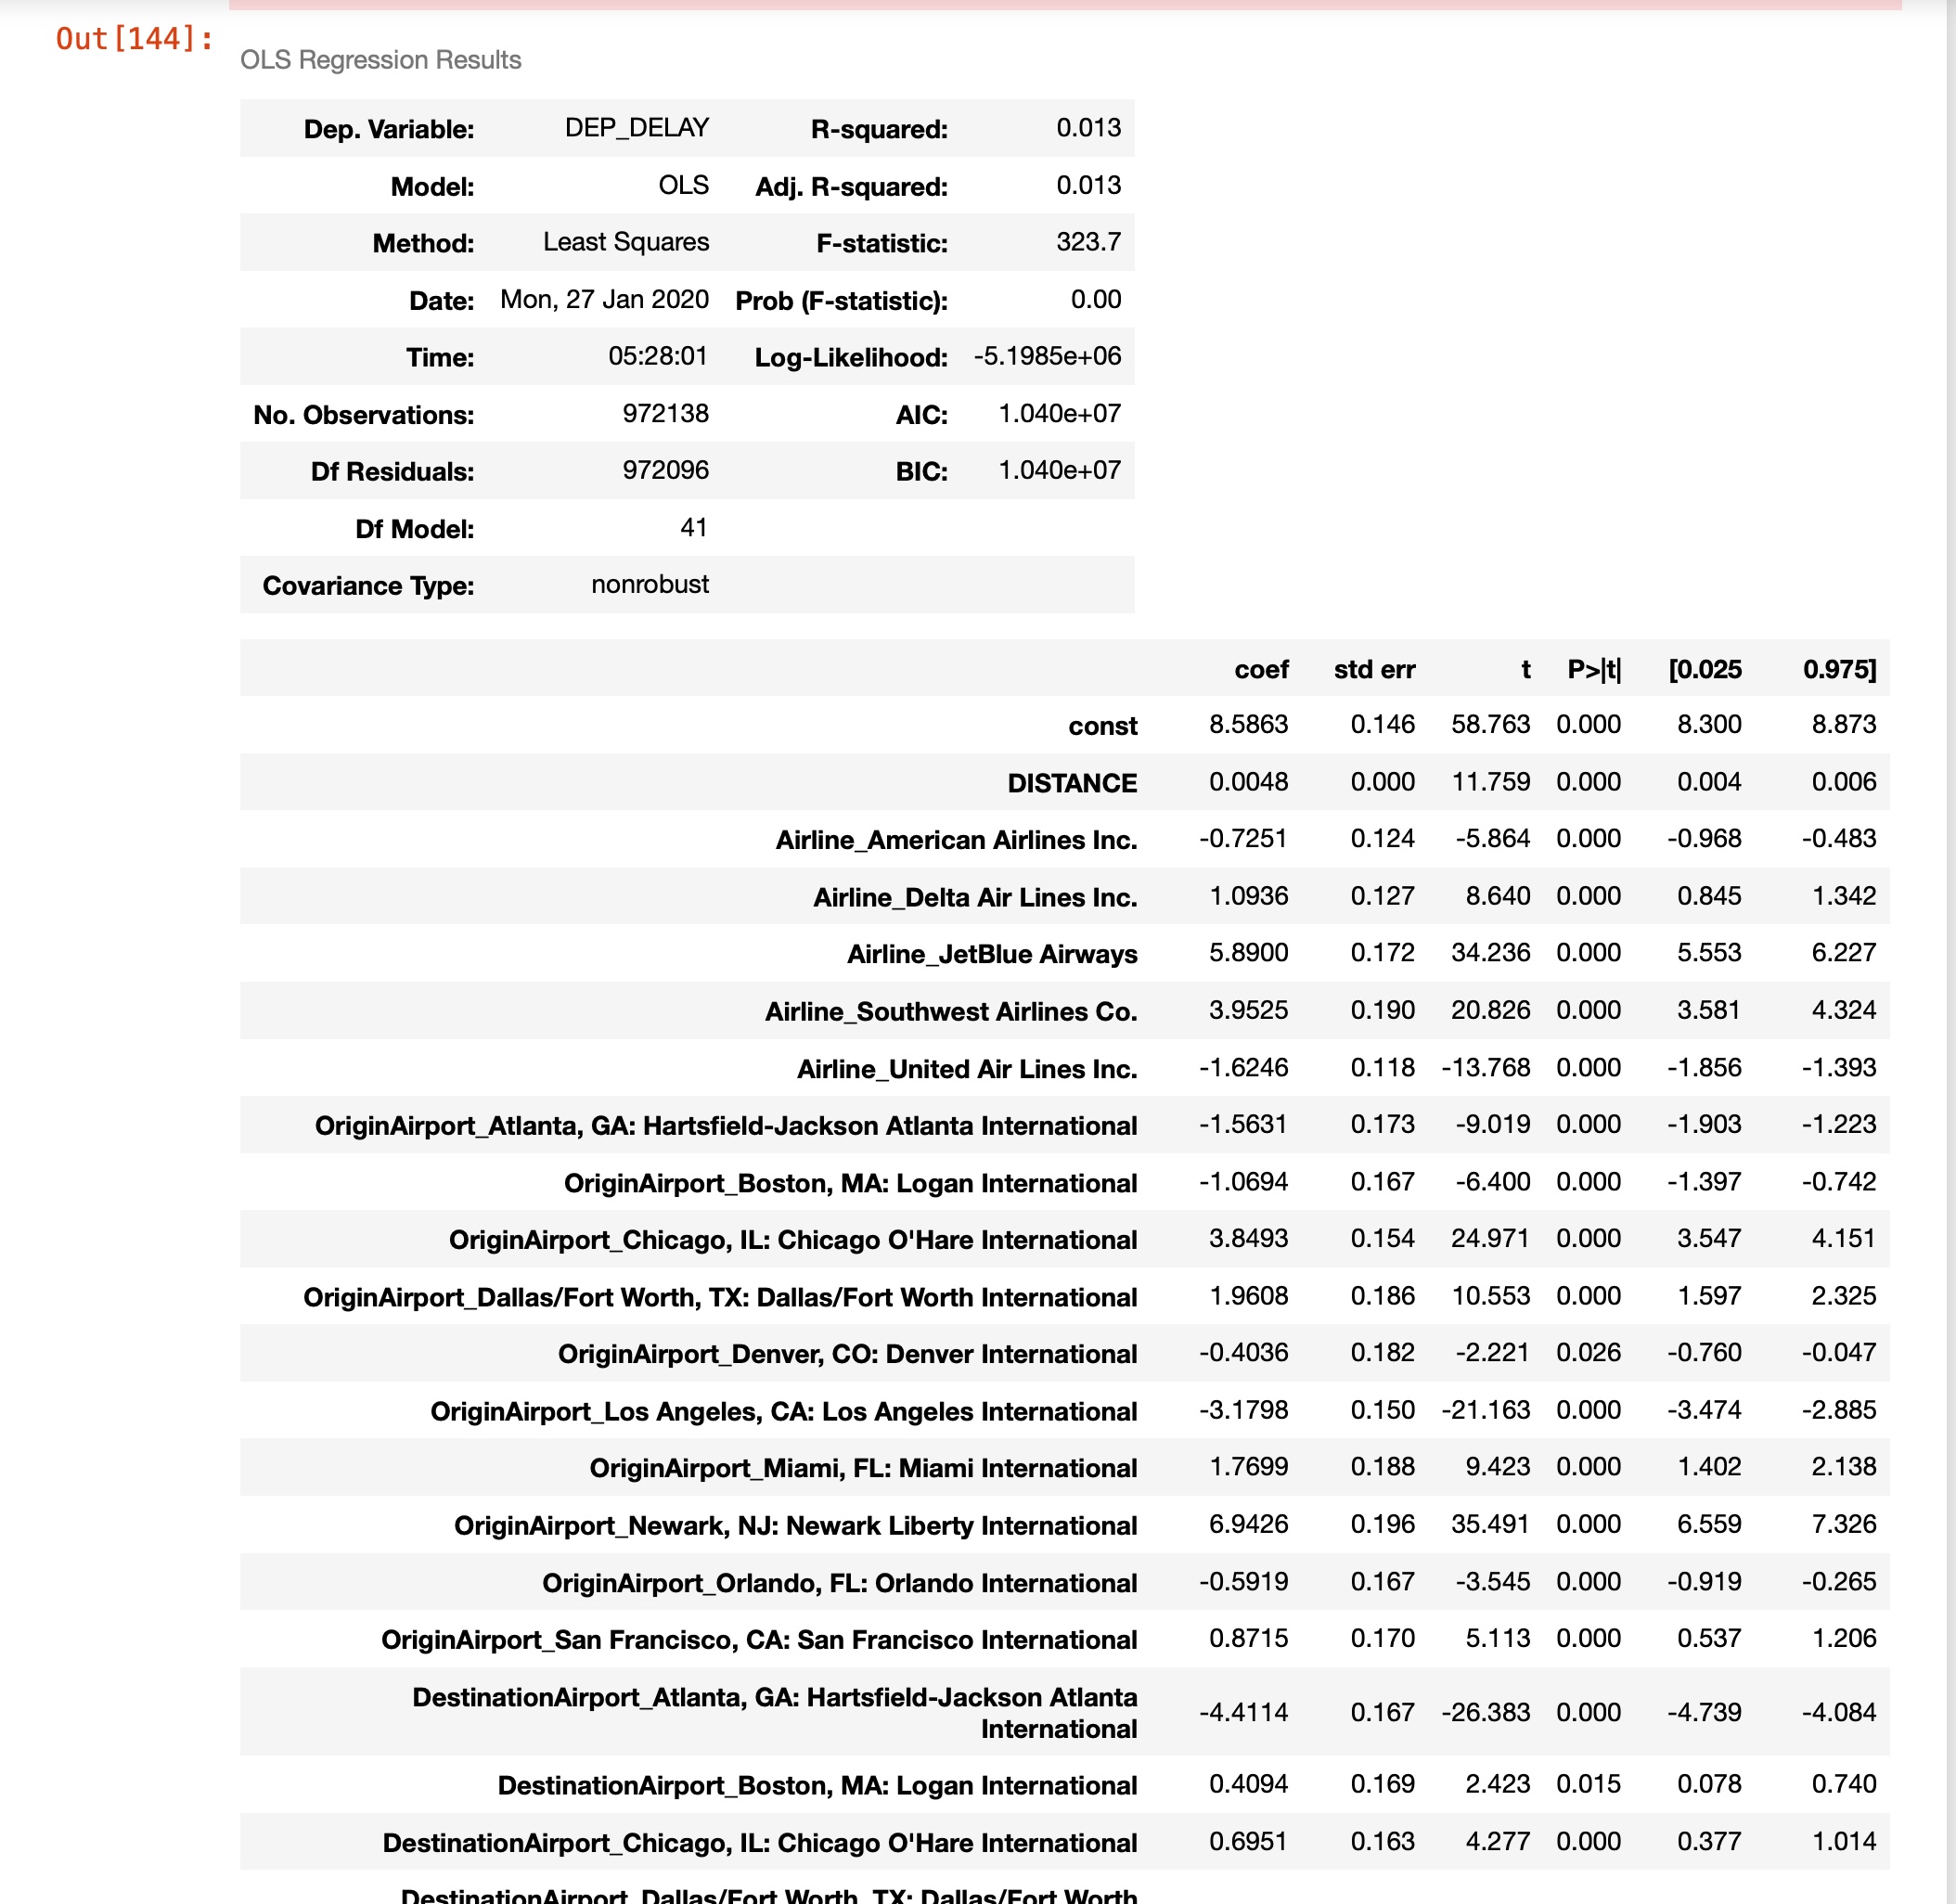 Out[144]:
OLS Regression Results
Dep. Variable: DEP_DELAY R-squared: 0.013
Model: OLS Adj. R-squared: 0.013
Method: Least Squares F-statistic: 323.7
Date: Mon, 27 Jan 2020 Prob (F-statistic): 0.00
Time: 05:28:01 Log-Likelihood: -5.1985e+06
No. Observations: 972138 AIC: 1.040e+07
Df Residuals: 972096 BIC: 1.040e+07
Df Model: 41
Covariance Type: nonrobust
coef std err t P>|t| [0.025 0.975]
const 8.5863 0.146 58.763 0.000 8.300 8.873
DISTANCE 0.0048 0.000 11.759 0.000 0.004 0.006
Airline_American Airlines Inc. -0.7251 0.124 -5.864 0.000 -0.968 -0.483
Airline_Delta Air Lines Inc. 1.0936 0.127 8.640 0.000 0.845 1.342
Airline_JetBlue Airways 5.8900 0.172 34.236 0.000 5.553 6.227
Airline_Southwest Airlines Co. 3.9525 0.190 20.826 0.000 3.581 4.324
Airline_United Air Lines Inc. -1.6246 0.118 -13.768 0.000 -1.856 -1.393
OriginAirport_Atlanta, GA: Hartsfield-Jackson Atlanta International -1.5631 0.173 -9.019 0.000 -1.903 -1.223
OriginAirport_Boston, MA: Logan International -1.0694 0.167 -6.400 0.000 -1.397 -0.742
OriginAirport_Chicago, IL: Chicago O'Hare International 3.8493 0.154 24.971 0.000 3.547 4.151
OriginAirport_Dallas/Fort Worth, TX: Dallas/Fort Worth International 1.9608 0.186 10.553 0.000 1.597 2.325
OriginAirport_Denver, CO: Denver International -0.4036 0.182 -2.221 0.026 -0.760 -0.047
OriginAirport_Los Angeles, CA: Los Angeles International -3.1798 0.150 -21.163 0.000 -3.474 -2.885
OriginAirport_Miami, FL: Miami International 1.7699 0.188 9.423 0.000 1.402 2.138
OriginAirport_Newark, NJ: Newark Liberty International 6.9426 0.196 35.491 0.000 6.559 7.326
OriginAirport_Orlando, FL: Orlando International -0.5919 0.167 -3.545 0.000 -0.919 -0.265
OriginAirport_San Francisco, CA: San Francisco International 0.8715 0.170 5.113 0.000 0.537 1.206
DestinationAirport_Atlanta, GA: Hartsfield-Jackson Atlanta
International -4.4114 0.167 -26.383 0.000 -4.739 -4.084
DestinationAirport_Boston, MA: Logan International 0.4094 0.169 2.423 0.015 0.078 0.740
DestinationAirport_Chicago, IL: Chicago O'Hare International 0.6951 0.163 4.277 0.000 0.377 1.014
DestinationAirport_Dallas/Fort Worth, TX: Dallas/Fort Worth